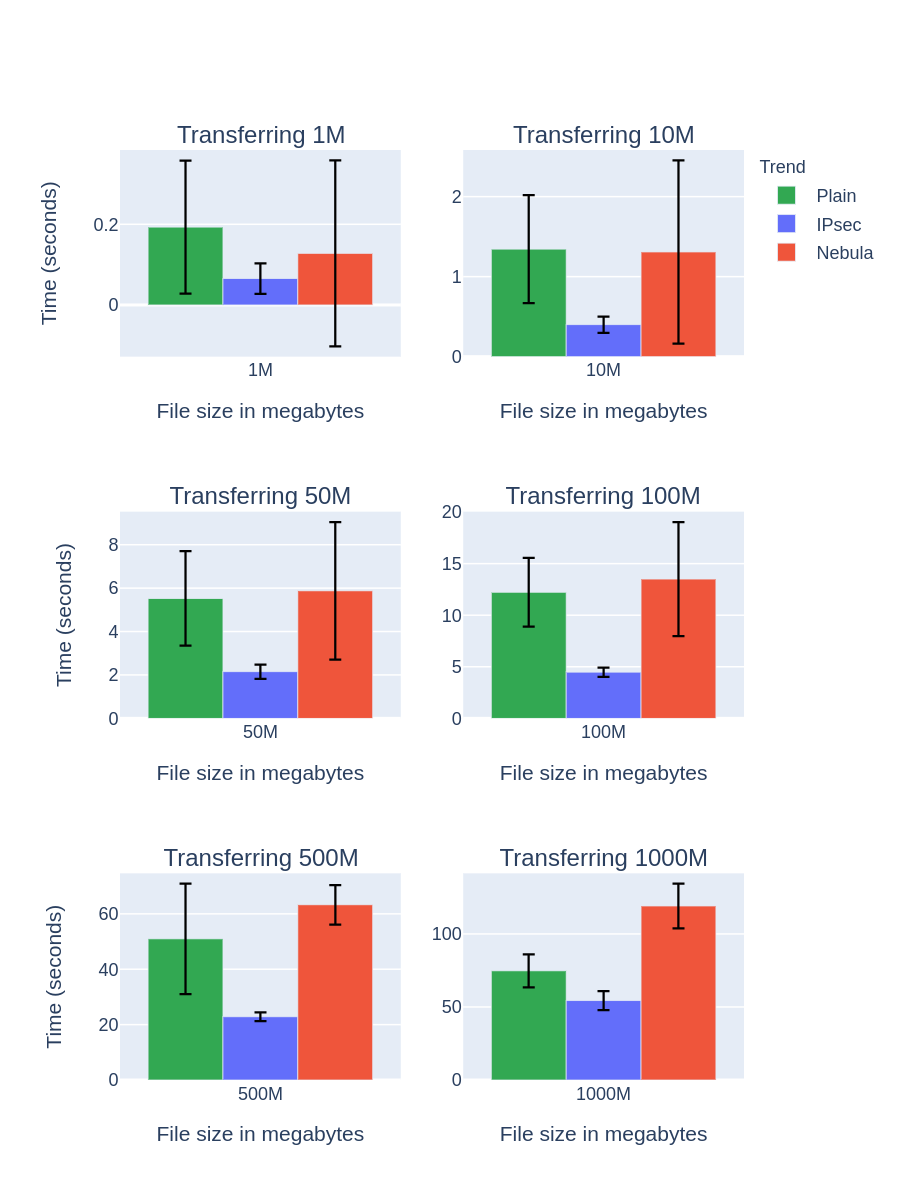 Transferring 1M
Transferring 10M
Time (seconds)
0.2
0
1M
File size in megabytes
2
1
0
10M
File size in megabytes
Trend
Plain
IPsec
Nebula
Transferring 50M
Transferring 100M
Time (seconds)
8
6
4
2
0
50M
File size in megabytes
20
15
10
5
0
100M
File size in megabytes
Transferring 500M
Transferring 1000M
Time (seconds)
60
40
20
0
500M
File size in megabytes
100
50
0
1000M
File size in megabytes